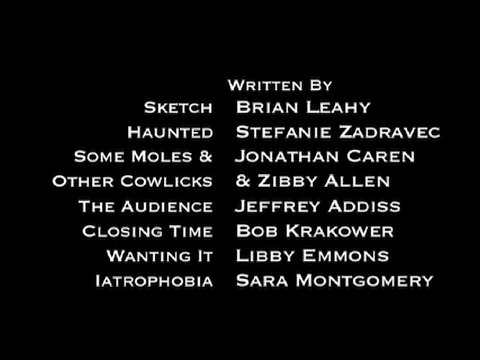 Written By
Sketch Brian Leahy
Haunted Stefanie Zadravec
Some Moles & Jonathan Caren
Other Cowlicks & Zibby Allen
The Audience Jeffrey Addiss
Closing Time Bob Krakower
Wanting It Libby Emmons
Iatrophobia Sara Montgomery